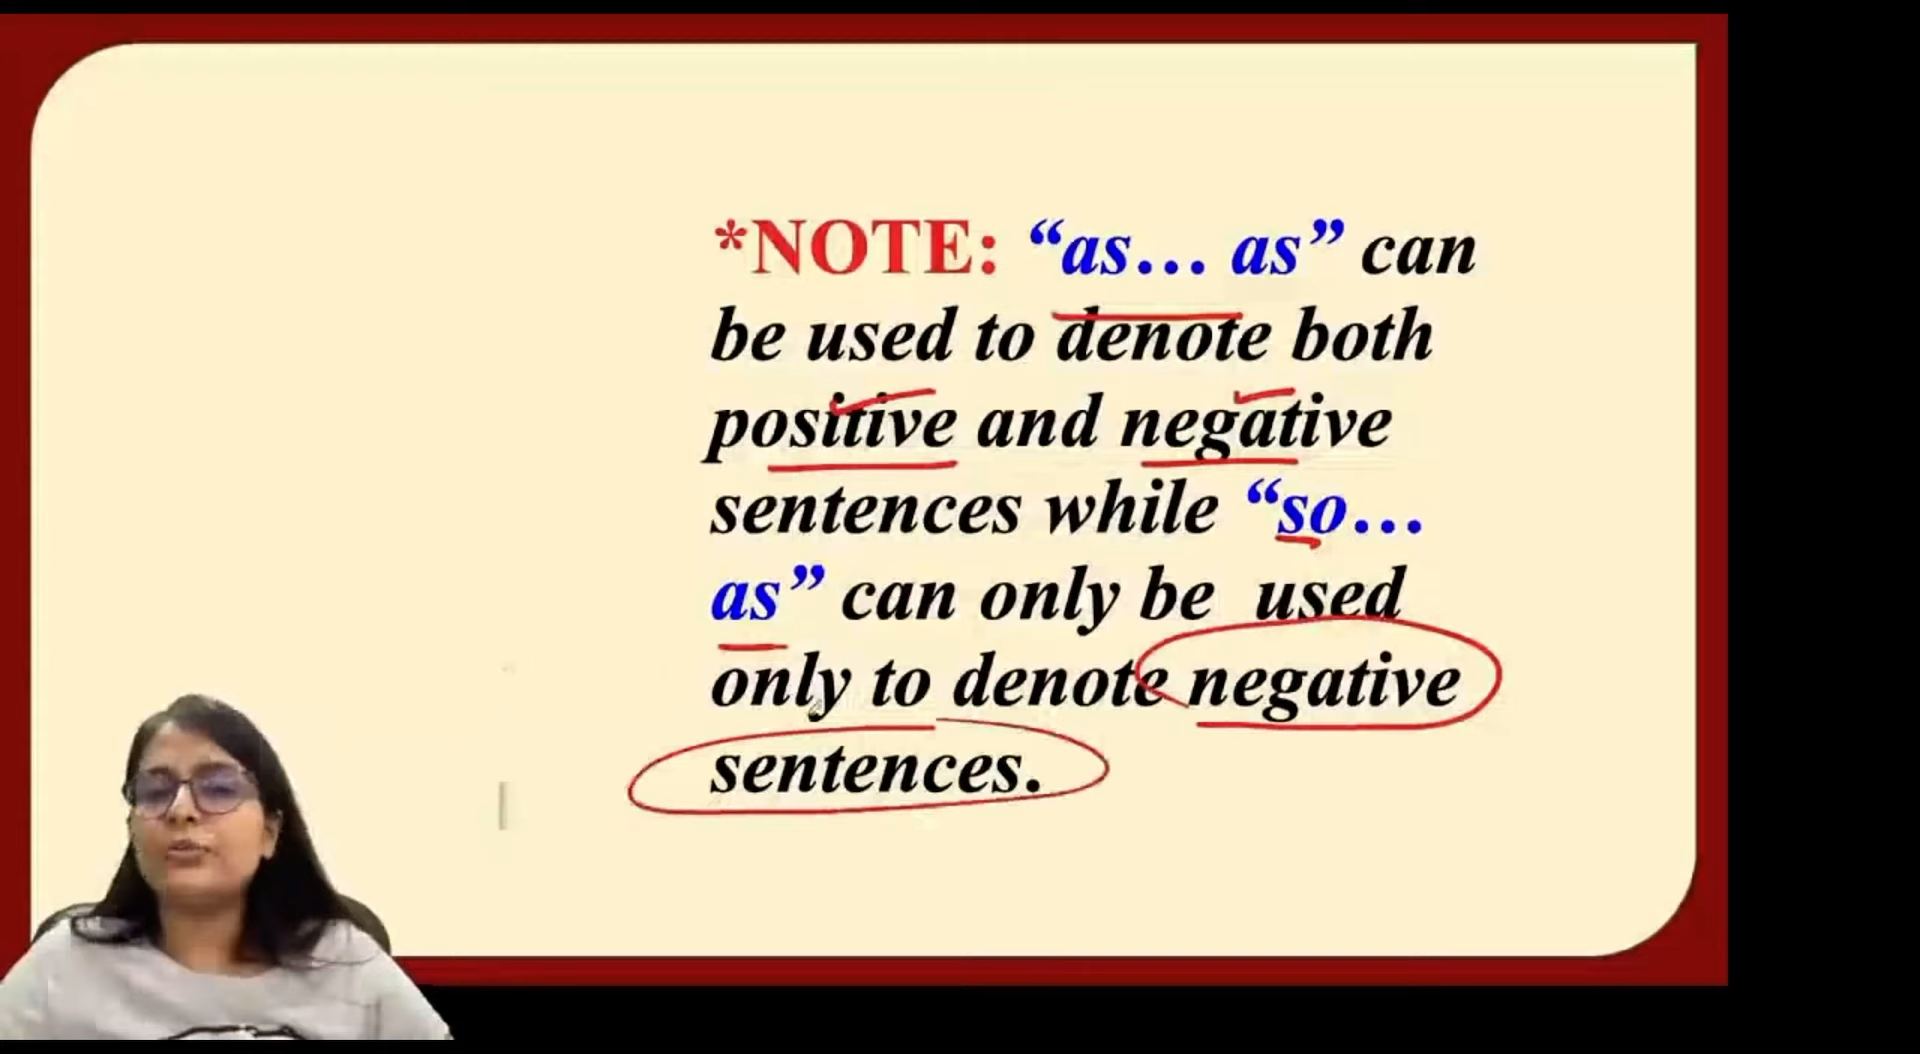 *NOTE: “as... as” can
be used to denote both
positive and negative
sentences while “so...
as” can only be used
only to denote negative
sentences.